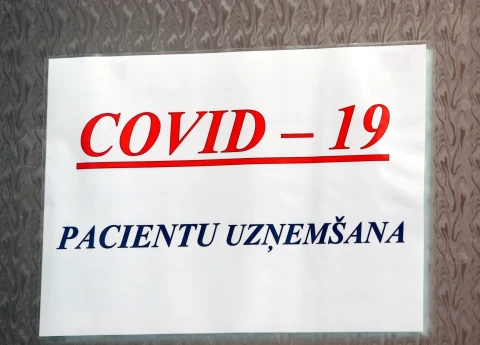 COVID – 19
PACIENTU UZŅEMŠANA